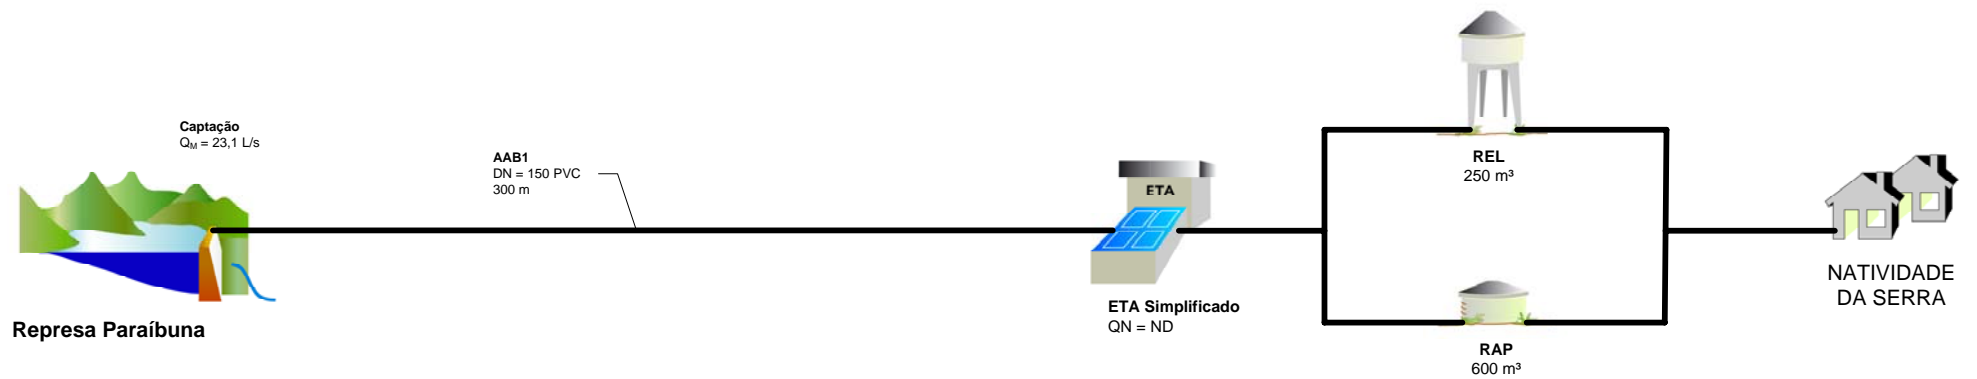 Captação
QM = 23,1 L/s
AAB1
DN = 150 PVC
300 m
ETA
ETA Simplificado
QN = ND
REL
250 m³
RAP
600 m³
NATIVIDADE
DA SERRA
Represa Paraíbuna